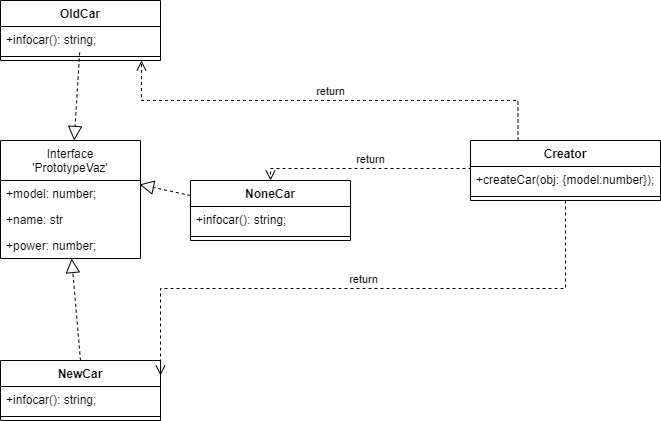 OldCar
+infocar(): string;
return
Interface
'PrototypeVaz'
+model: number;
+name: str
+power: number;
return
NoneCar
+infocar(): string;
Creator
+createCar(obj: {model:number});
return
NewCar
+infocar(): string;